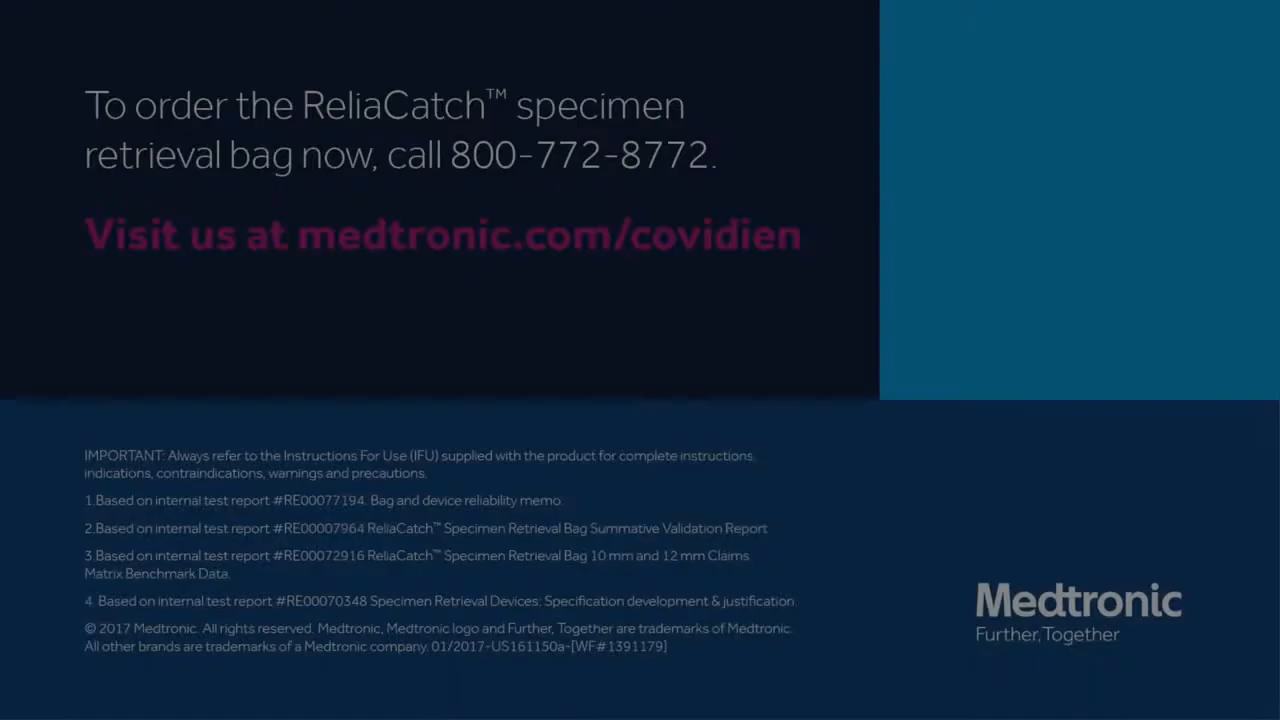 To order the ReliaCatch™ specimen
retrieval bag now, call 800-772-8772.
Visit us at medtronic.com/covidien
IMPORTANT: Always refer to the Instructions For Use (IFU) supplied with the product for complete instructions,
indications, contraindications, warnings and precautions.
1.Based on internal test report #RE00077194. Bag and device reliability memo.
2.Based on internal test report #RE00007964 ReliaCatch™ Specimen Retrieval Bag Summative Validation Report
3.Based on internal test report #RE00072916 ReliaCatch™ Specimen Retrieval Bag 10 mm and 12 mm Claims
Matrix Benchmark Data.
4. Based on internal test report #RE00070348 Specimen Retrieval Devices: Specification development & justification.
© 2017 Medtronic. All rights reserved. Medtronic, Medtronic logo and Further, Together are trademarks of Medtronic.
All other brands are trademarks of a Medtronic company. 01/2017-US161150a-[WF#1391179]
Medtronic
Further, Together